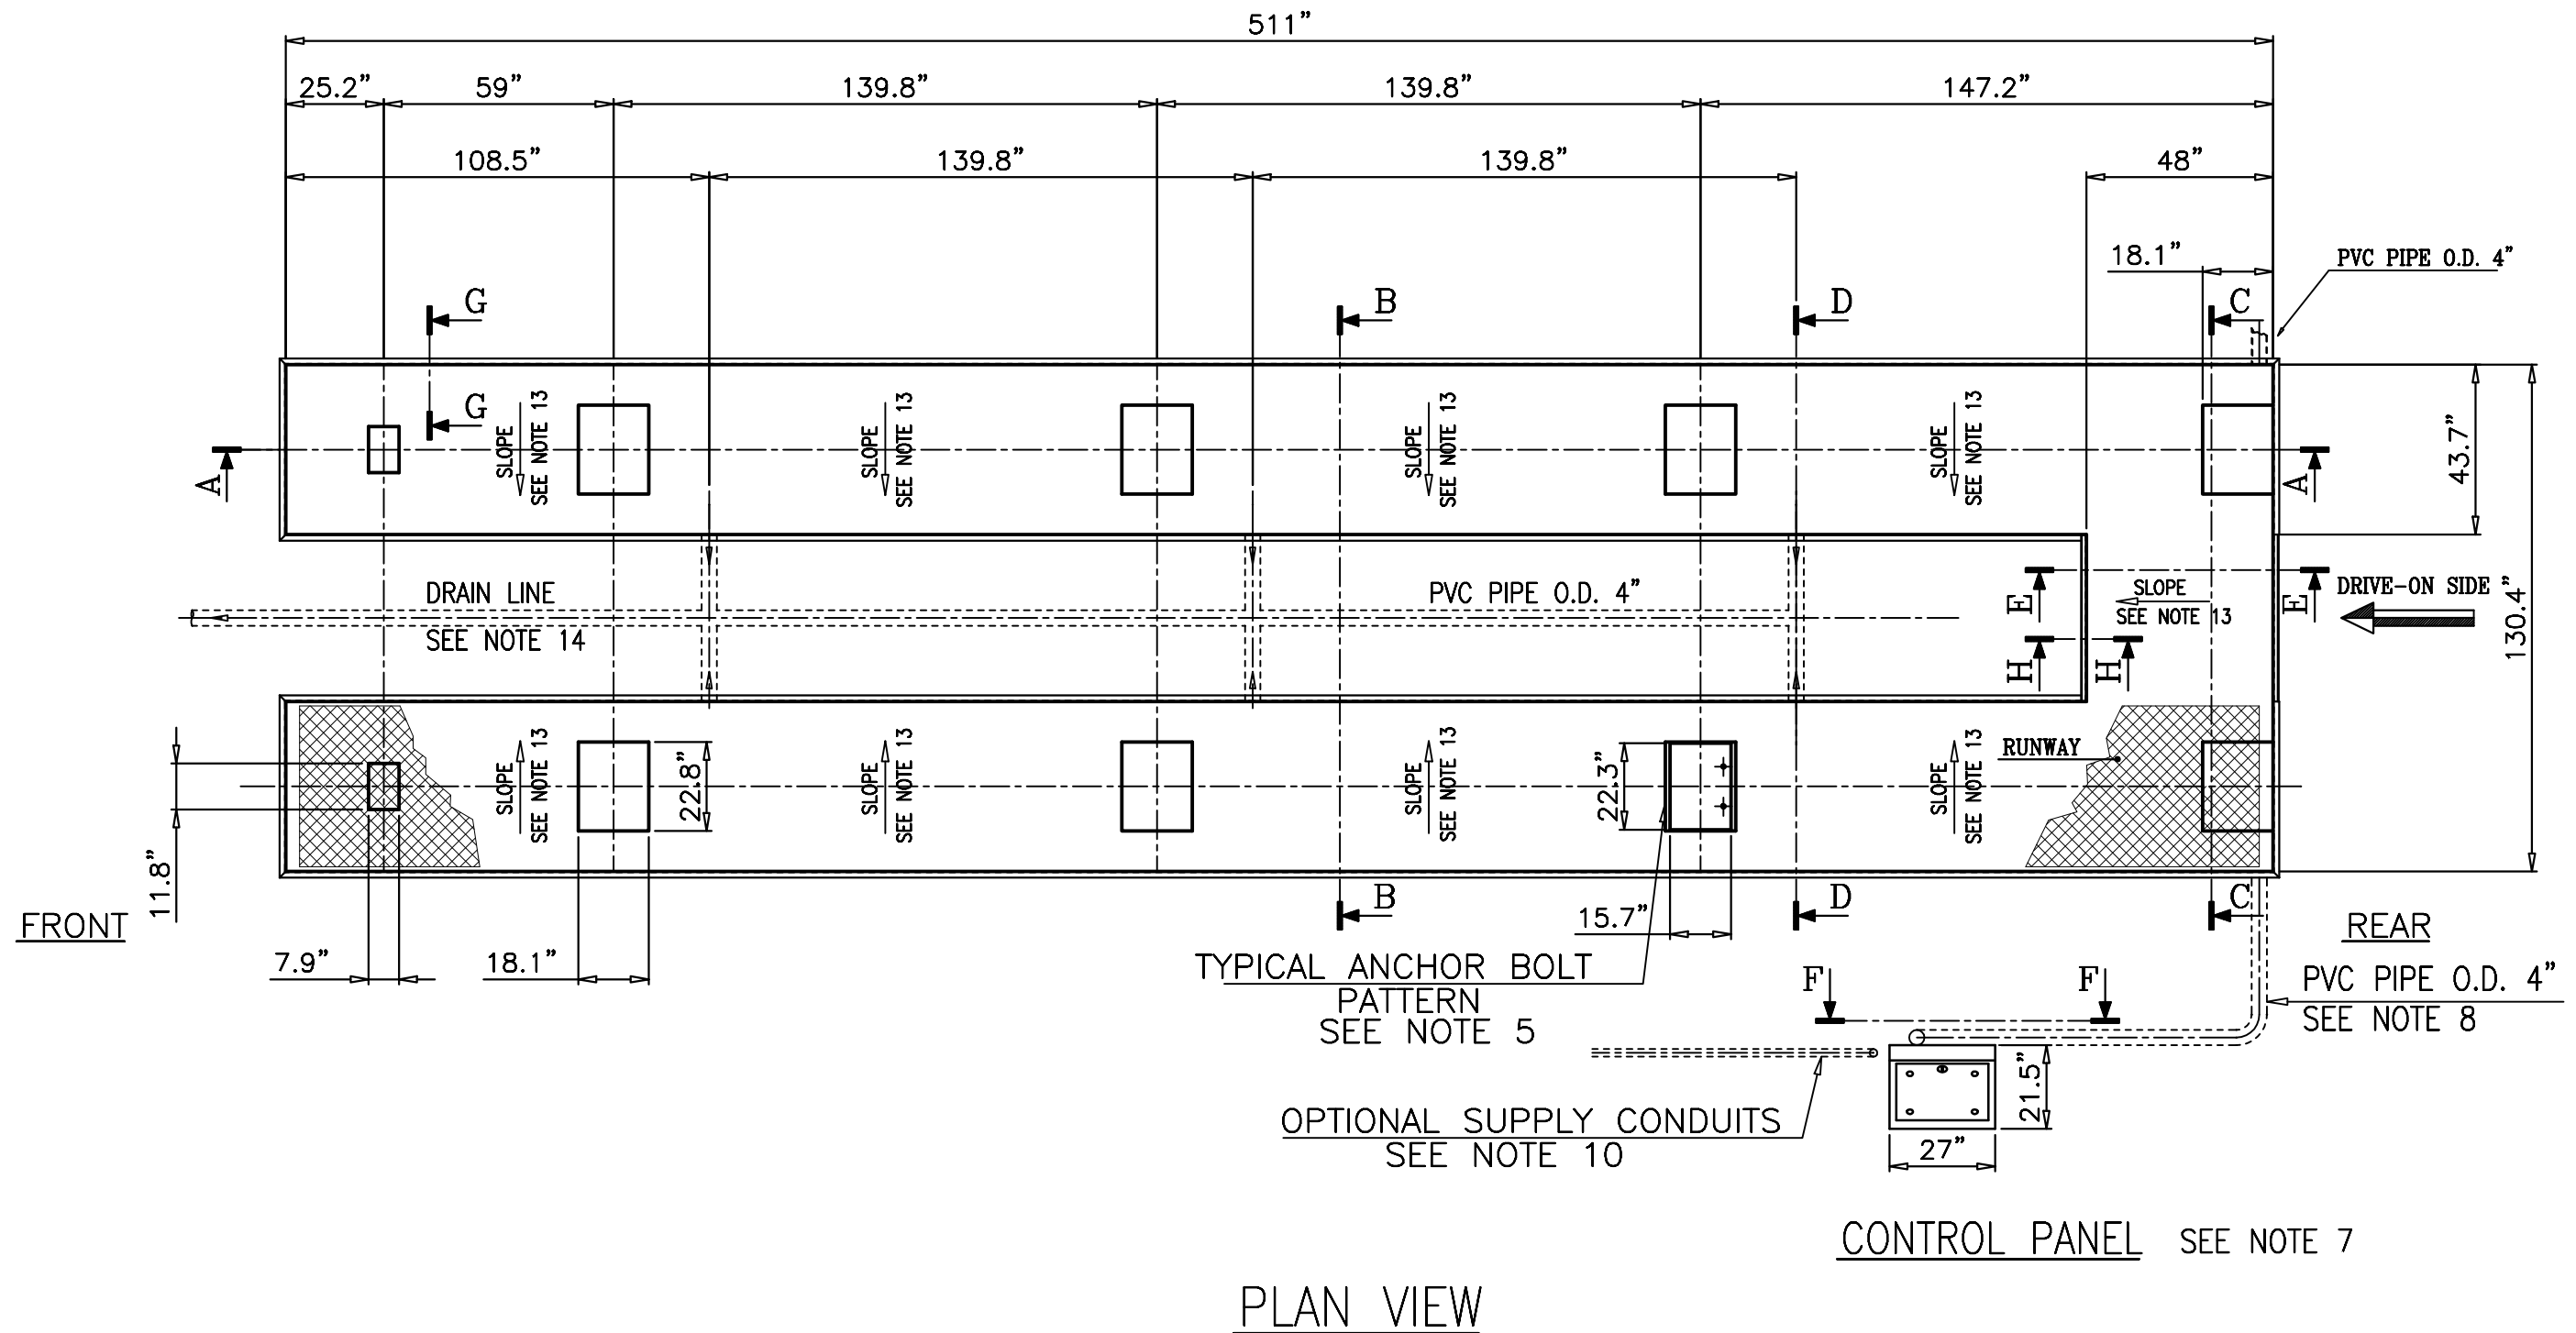 511”
25.2” 59” 139.8” 139.8” 147.2”
108.5” 139.8” 139.8” 48”
18.1” PVC PIPE O.D. 4”
G B D C
G
SLOPE
SEE NOTE 13
SLOPE
SEE NOTE 13
SLOPE
SEE NOTE 13
SLOPE
SEE NOTE 13
A A
43.7”
DRAIN LINE PVC PIPE O.D. 4”
SEE NOTE 14
E E
SLOPE
SEE NOTE 13
DRIVE-ON SIDE
130.4”
H H
SLOPE
SEE NOTE 13
SLOPE
SEE NOTE 13
SLOPE
SEE NOTE 13
SLOPE
SEE NOTE 13
RUNWAY
22.8”
22.3”
11.8”
B D C
FRONT
REAR
7.9” 18.1” 15.7”
TYPICAL ANCHOR BOLT
PATTERN
SEE NOTE 5
F F
PVC PIPE O.D. 4”
SEE NOTE 8
21.5”
OPTIONAL SUPPLY CONDUITS
SEE NOTE 10
27”
CONTROL PANEL SEE NOTE 7
PLAN VIEW